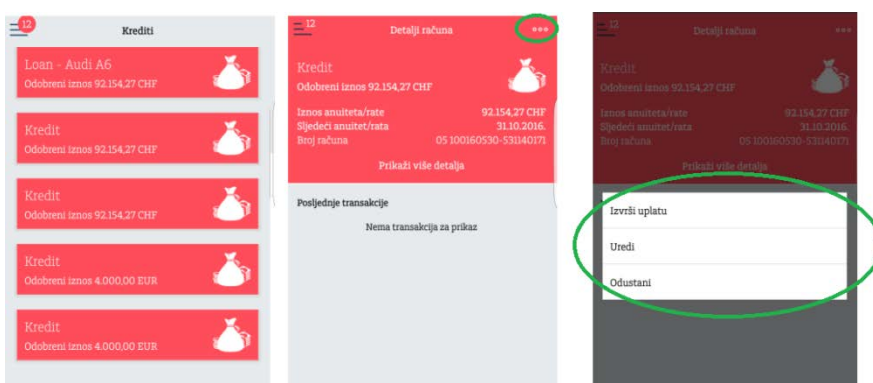 12
Krediti
Loan - Audi A6
Odobreni iznos 92.154,27 CHF
Kredit
Odobreni iznos 92.154,27 CHF
Kredit
Odobreni iznos 92.154,27 CHF
Kredit
Odobreni iznos 4.000,00 EUR
Kredit
Odobreni iznos 4.000,00 EUR
12
Detalji računa
Kredit
Odobreni iznos 92.154,27 CHF
Iznos anuiteta/rate 92.154,27 CHF
Sljedeći anuitet/rata 31.10.2016.
Broj računa 05 100160530-531140171
Prikaži više detalja
Posljednje transakcije
Nema transakcija za prikaz
12
Detalji računa
Kredit
Odobreni iznos 92.154,27 CHF
Iznos anuiteta/rate 92.154,27 CHF
Sljedeći anuitet/rata 31.10.2016.
Broj računa 05 100160530-531140171
Prikaži više detalja
Izvrši uplatu
Uredi
Odustani